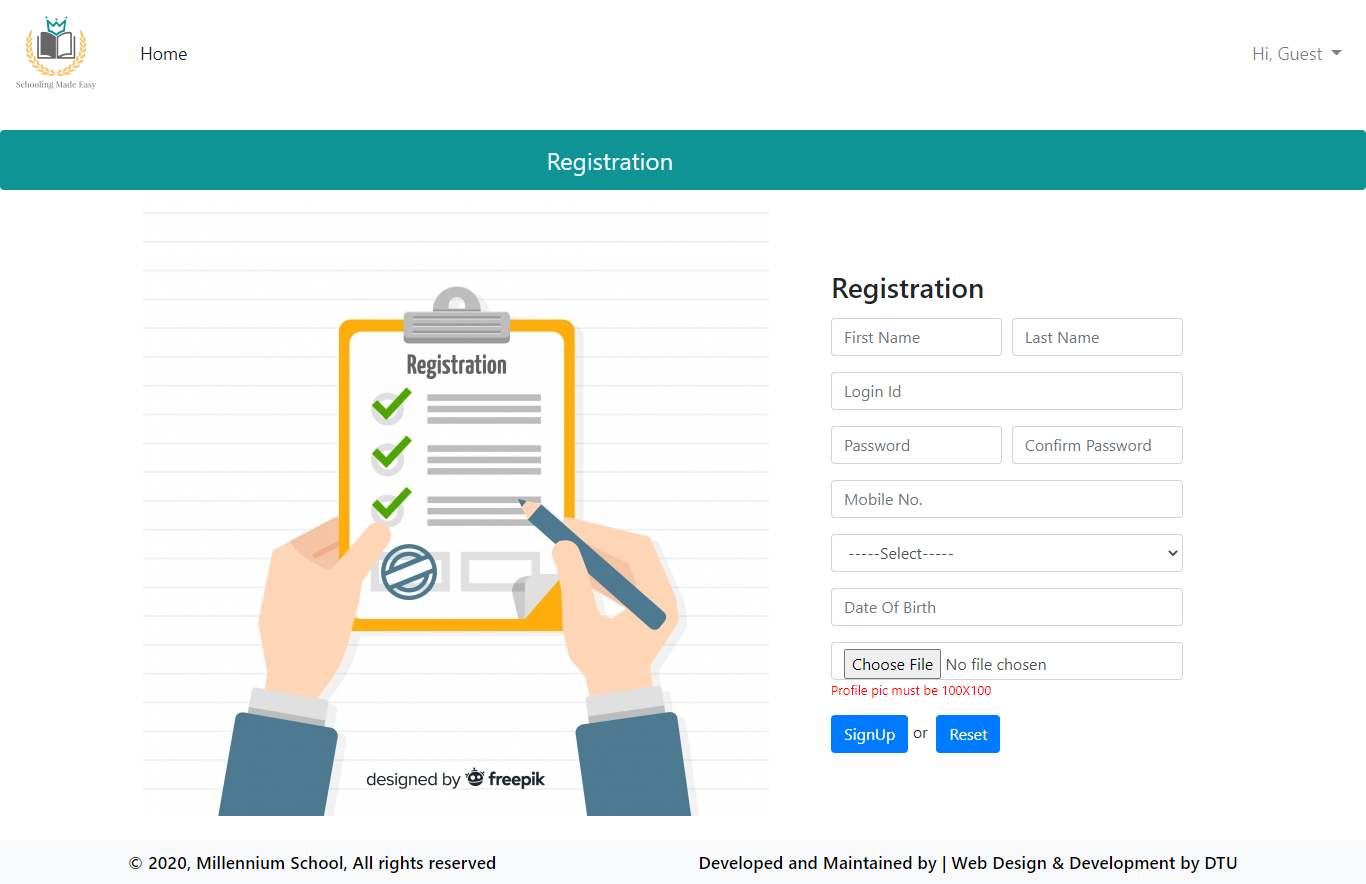 Schooling Made Easy
Home
Hi, Guest
Registration
Registration
designed by freepik
Registration
First Name
Last Name
Login Id
Password
Confirm Password
Mobile No.
-----Select-----
Date Of Birth
Choose File No file chosen
Profile pic must be 100X100
SignUp or Reset
© 2020, Millennium School, All rights reserved
Developed and Maintained by | Web Design & Development by DTU